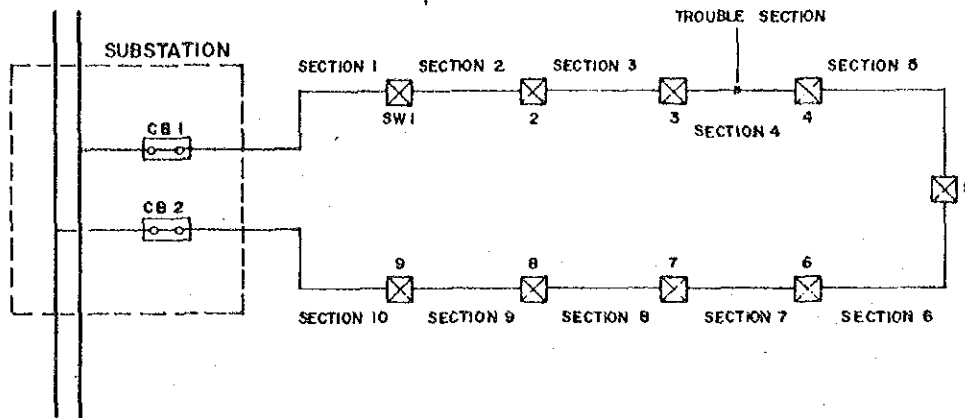 TROUBLE SECTION
SUBSTATION
SECTION 1 SECTION 2 SECTION 3 SECTION 5
SW1 2 3 4
SECTION 4
CB 1
CB 2
9 8 7 6
SECTION 10 SECTION 9 SECTION 8 SECTION 7 SECTION 6